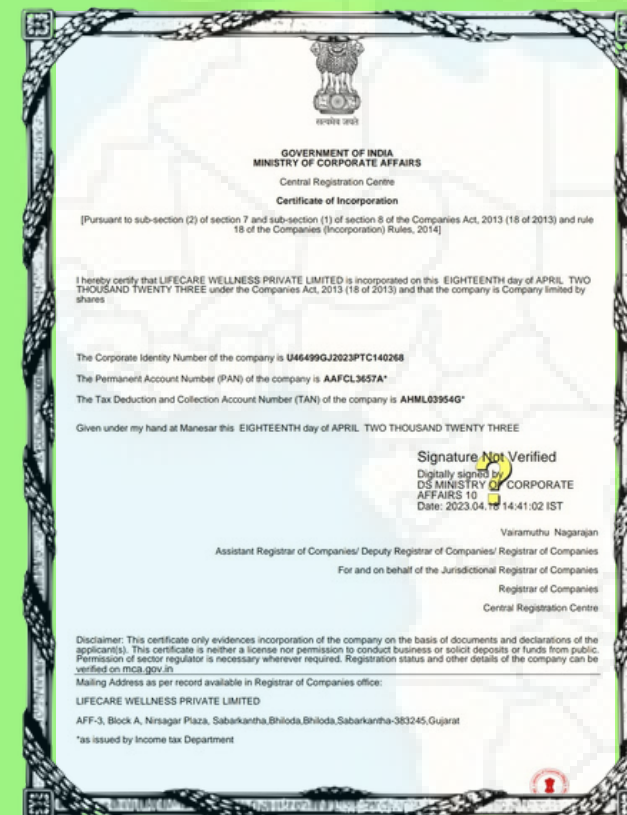 सत्यमेव जयते
GOVERNMENT OF INDIA
MINISTRY OF CORPORATE AFFAIRS
Central Registration Centre
Certificate of Incorporation
[Pursuant to sub-section (2) of section 7 and sub-section (1) of section 8 of the Companies Act, 2013 (18 of 2013) and rule
18 of the Companies (Incorporation) Rules, 2014]
I hereby certify that LIFECARE WELLNESS PRIVATE LIMITED is incorporated on this EIGHTEENTH day of APRIL TWO
THOUSAND TWENTY THREE under the Companies Act, 2013 (18 of 2013) and that the company is Company limited by
shares
The Corporate Identity Number of the company is U46499GJ2023PTC140268
The Permanent Account Number (PAN) of the company is AAFCL3657A*
The Tax Deduction and Collection Account Number (TAN) of the company is AHML03954G*
Given under my hand at Manesar this EIGHTEENTH day of APRIL TWO THOUSAND TWENTY THREE
Signature Not Verified
Digitally signed by
DS MINISTRY OF CORPORATE
AFFAIRS 10
Date: 2023.04.18 14:41:02 IST
Vairamuthu Nagarajan
Assistant Registrar of Companies/ Deputy Registrar of Companies/ Registrar of Companies
For and on behalf of the Jurisdictional Registrar of Companies
Registrar of Companies
Central Registration Centre
Disclaimer: This certificate only evidences incorporation of the company on the basis of documents and declarations of the
applicant(s). This certificate is neither a license nor permission to conduct business or solicit deposits or funds from public.
Permission of sector regulator is necessary wherever required. Registration status and other details of the company can be
verified on mca.gov.in
Mailing Address as per record available in Registrar of Companies office:
LIFECARE WELLNESS PRIVATE LIMITED
AFF-3, Block A, Nirsagar Plaza, Sabarkantha,Bhiloda,Bhiloda,Sabarkantha-383245,Gujarat
*as issued by Income tax Department